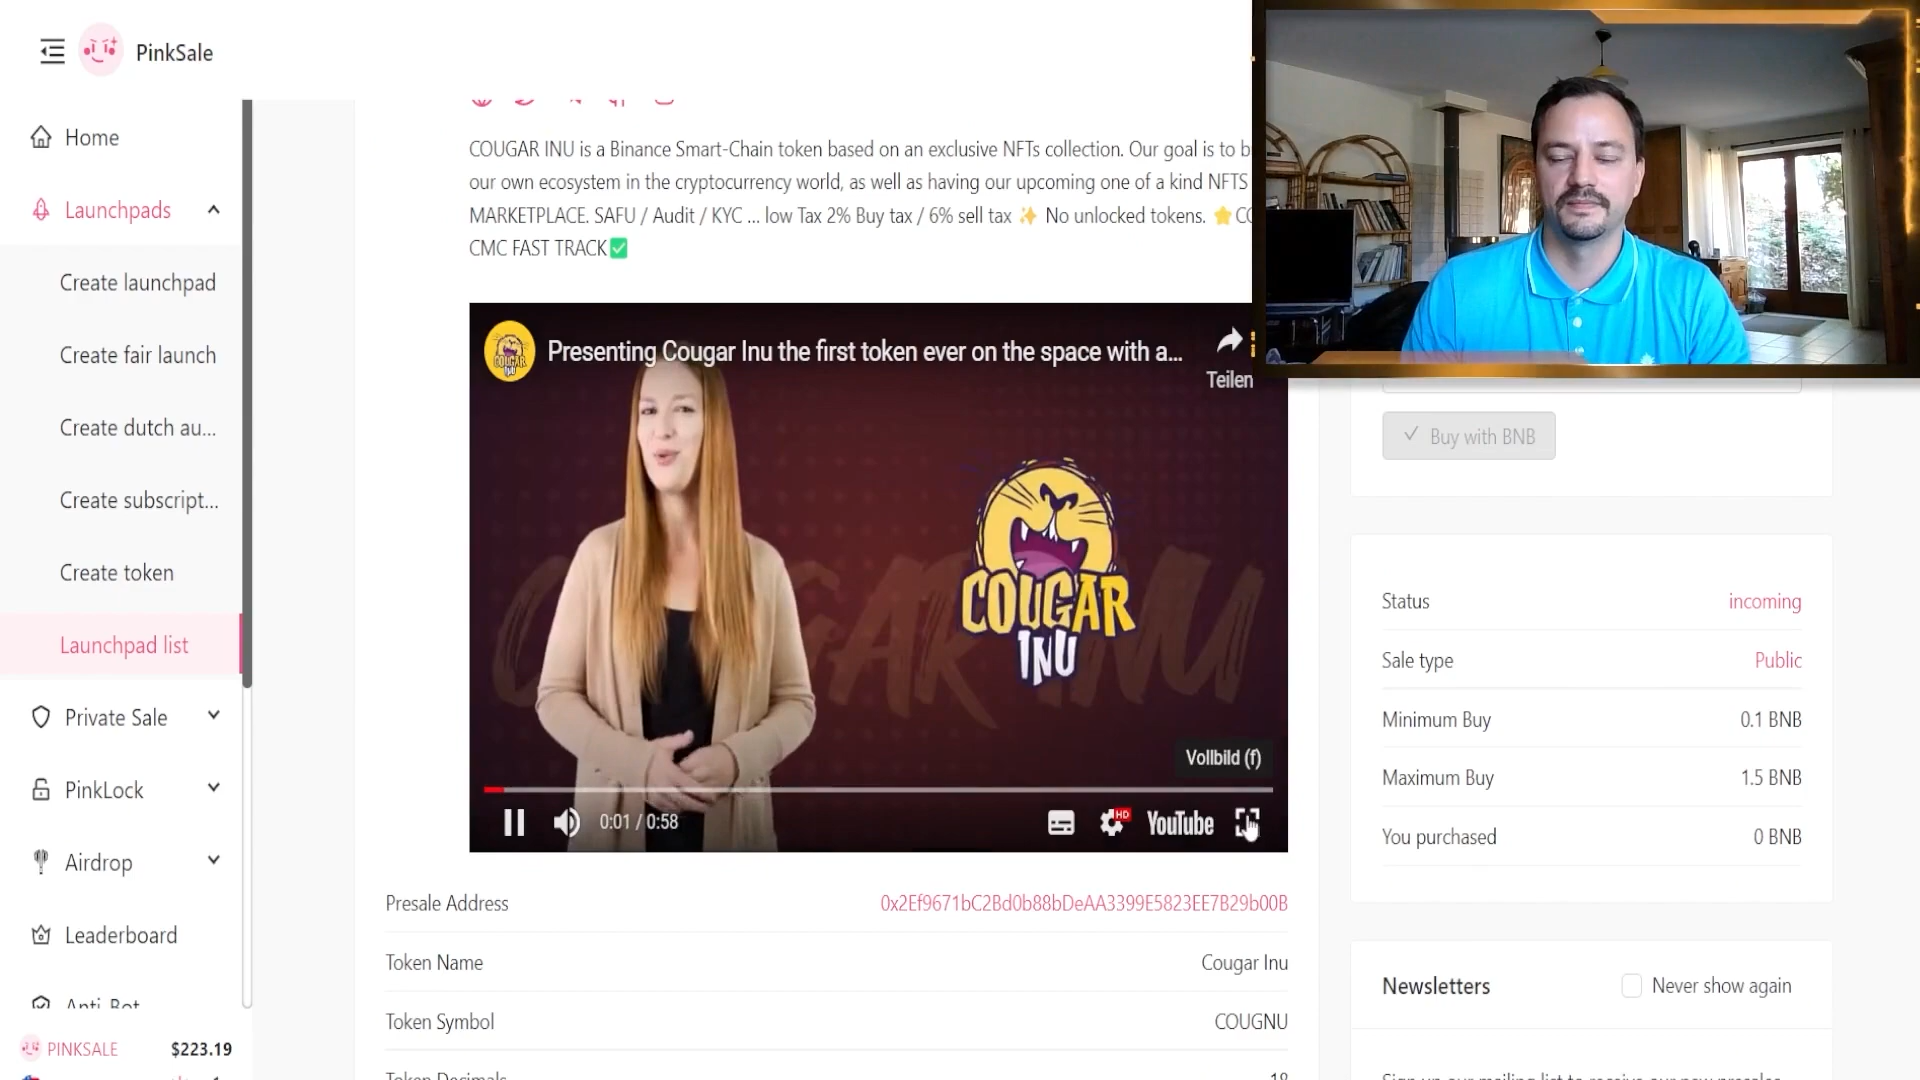 PinkSale
Home
Launchpads
Create launchpad
Create fair launch
Create dutch au...
Create subscript...
Create token
Launchpad list
Private Sale
PinkLock
Airdrop
Leaderboard
Anti-Bot
PINKSALE $223.19
COUGAR INU is a Binance Smart-Chain token based on an exclusive NFTs collection. Our goal is to b
our own ecosystem in the cryptocurrency world, as well as having our upcoming one of a kind NFTS
MARKETPLACE. SAFU / Audit / KYC ... low Tax 2% Buy tax / 6% sell tax ✨ No unlocked tokens. ⭐
CMC FAST TRACK✅
Presenting Cougar Inu the first token ever on the space with a...
Teilen
COUGAR
INU
Vollbild (f)
0:01 / 0:58
HD
YouTube
Presale Address 0x2Ef9671bC2Bd0b88bDeAA3399E5823EE7B29b00B
Token Name Cougar Inu
Token Symbol COUGNU
Token Decimals 18
Buy with BNB
Status incoming
Sale type Public
Minimum Buy 0.1 BNB
Maximum Buy 1.5 BNB
You purchased 0 BNB
Newsletters Never show again